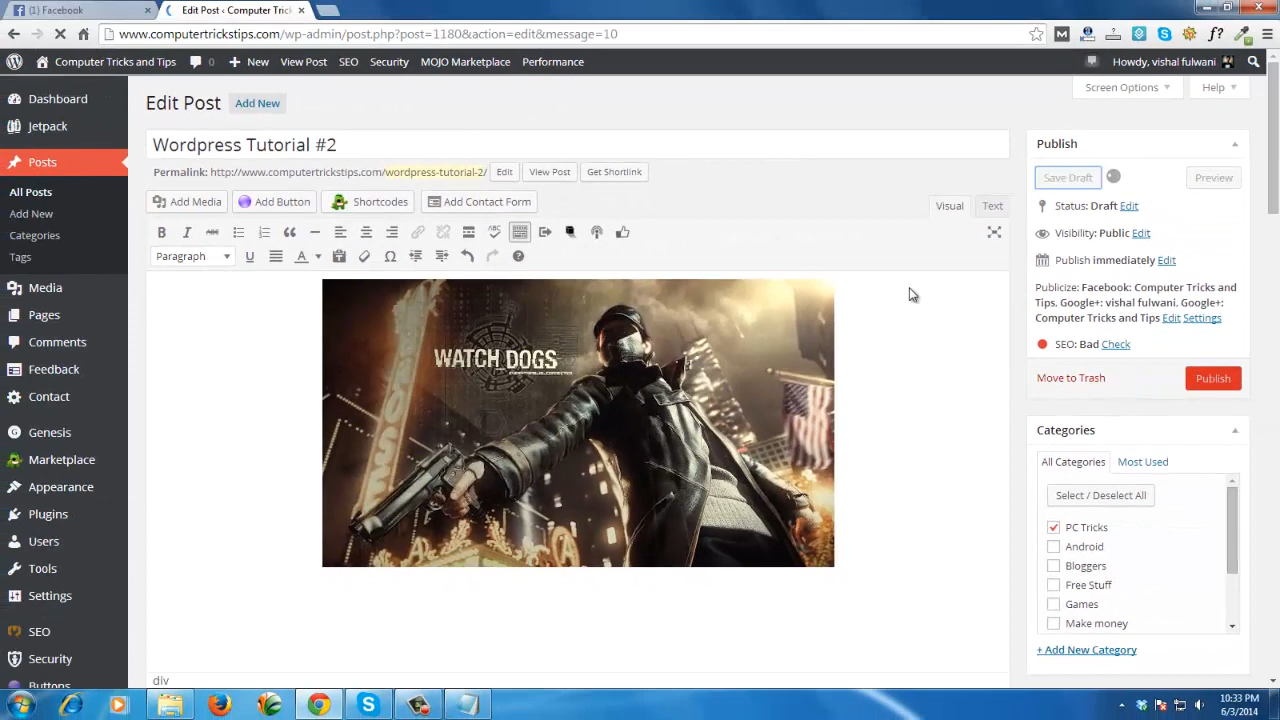 (1) Facebook
Edit Post ‹ Computer Trick
www.computertrickstips.com/wp-admin/post.php?post=1180&action=edit&message=10
Computer Tricks and Tips 0 New View Post SEO Security MOJO Marketplace Performance Howdy, vishal fulwani
Screen Options Help
Edit Post Add New
Dashboard
Jetpack
Posts
All Posts
Add New
Categories
Tags
Media
Pages
Comments
Feedback
Contact
Genesis
Marketplace
Appearance
Plugins
Users
Tools
Settings
SEO
Security
Buttons
Wordpress Tutorial #2
Permalink: http://www.computertrickstips.com/wordpress-tutorial-2/ Edit View Post Get Shortlink
Add Media Add Button Shortcodes Add Contact Form Visual Text
B I ABC ABC
Paragraph U A
WATCH_DOGS
div
Publish
Save Draft Preview
Status: Draft Edit
Visibility: Public Edit
Publish immediately Edit
Publicize: Facebook: Computer Tricks and
Tips, Google+: vishal fulwani, Google+:
Computer Tricks and Tips Edit Settings
SEO: Bad Check
Move to Trash Publish
Categories
All Categories Most Used
Select / Deselect All
PC Tricks
Android
Bloggers
Free Stuff
Games
Make money
+ Add New Category
10:33 PM
6/3/2014